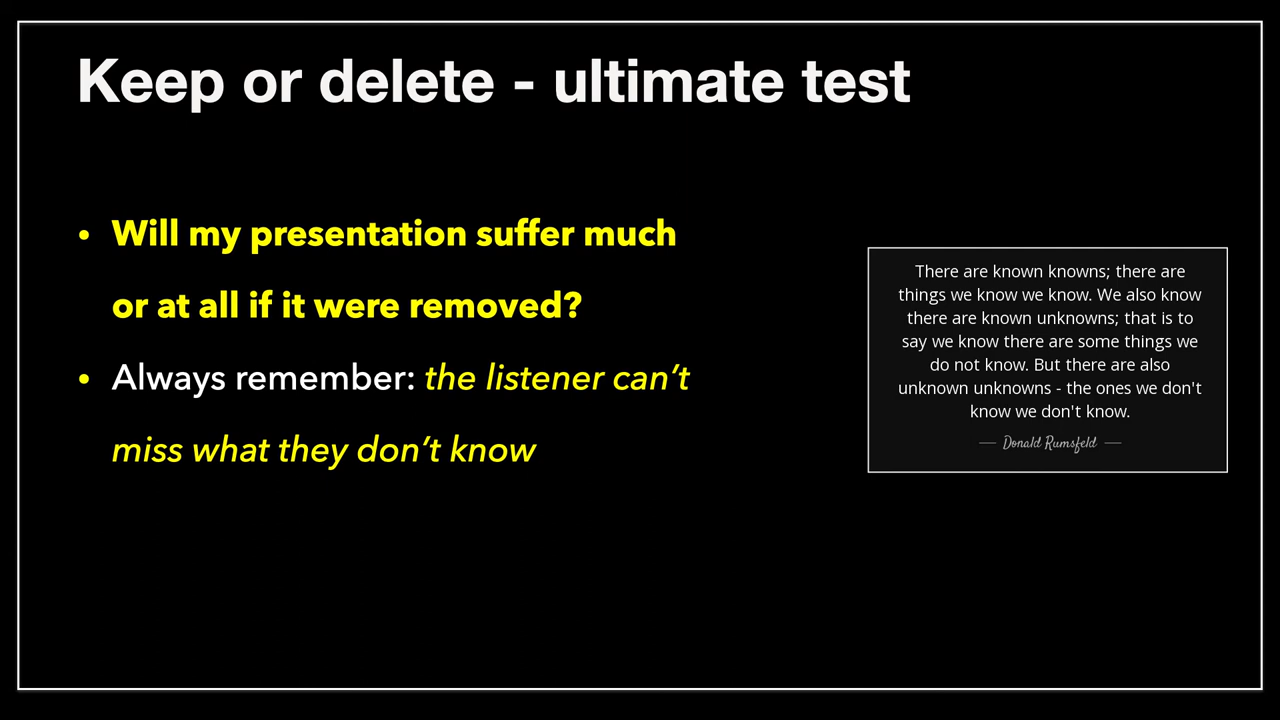 Keep or delete - ultimate test
• Will my presentation suffer much
or at all if it were removed?
• Always remember: the listener can’t
miss what they don’t know
There are known knowns; there are
things we know we know. We also know
there are known unknowns; that is to
say we know there are some things we
do not know. But there are also
unknown unknowns - the ones we don't
know we don't know.
— Donald Rumsfeld —